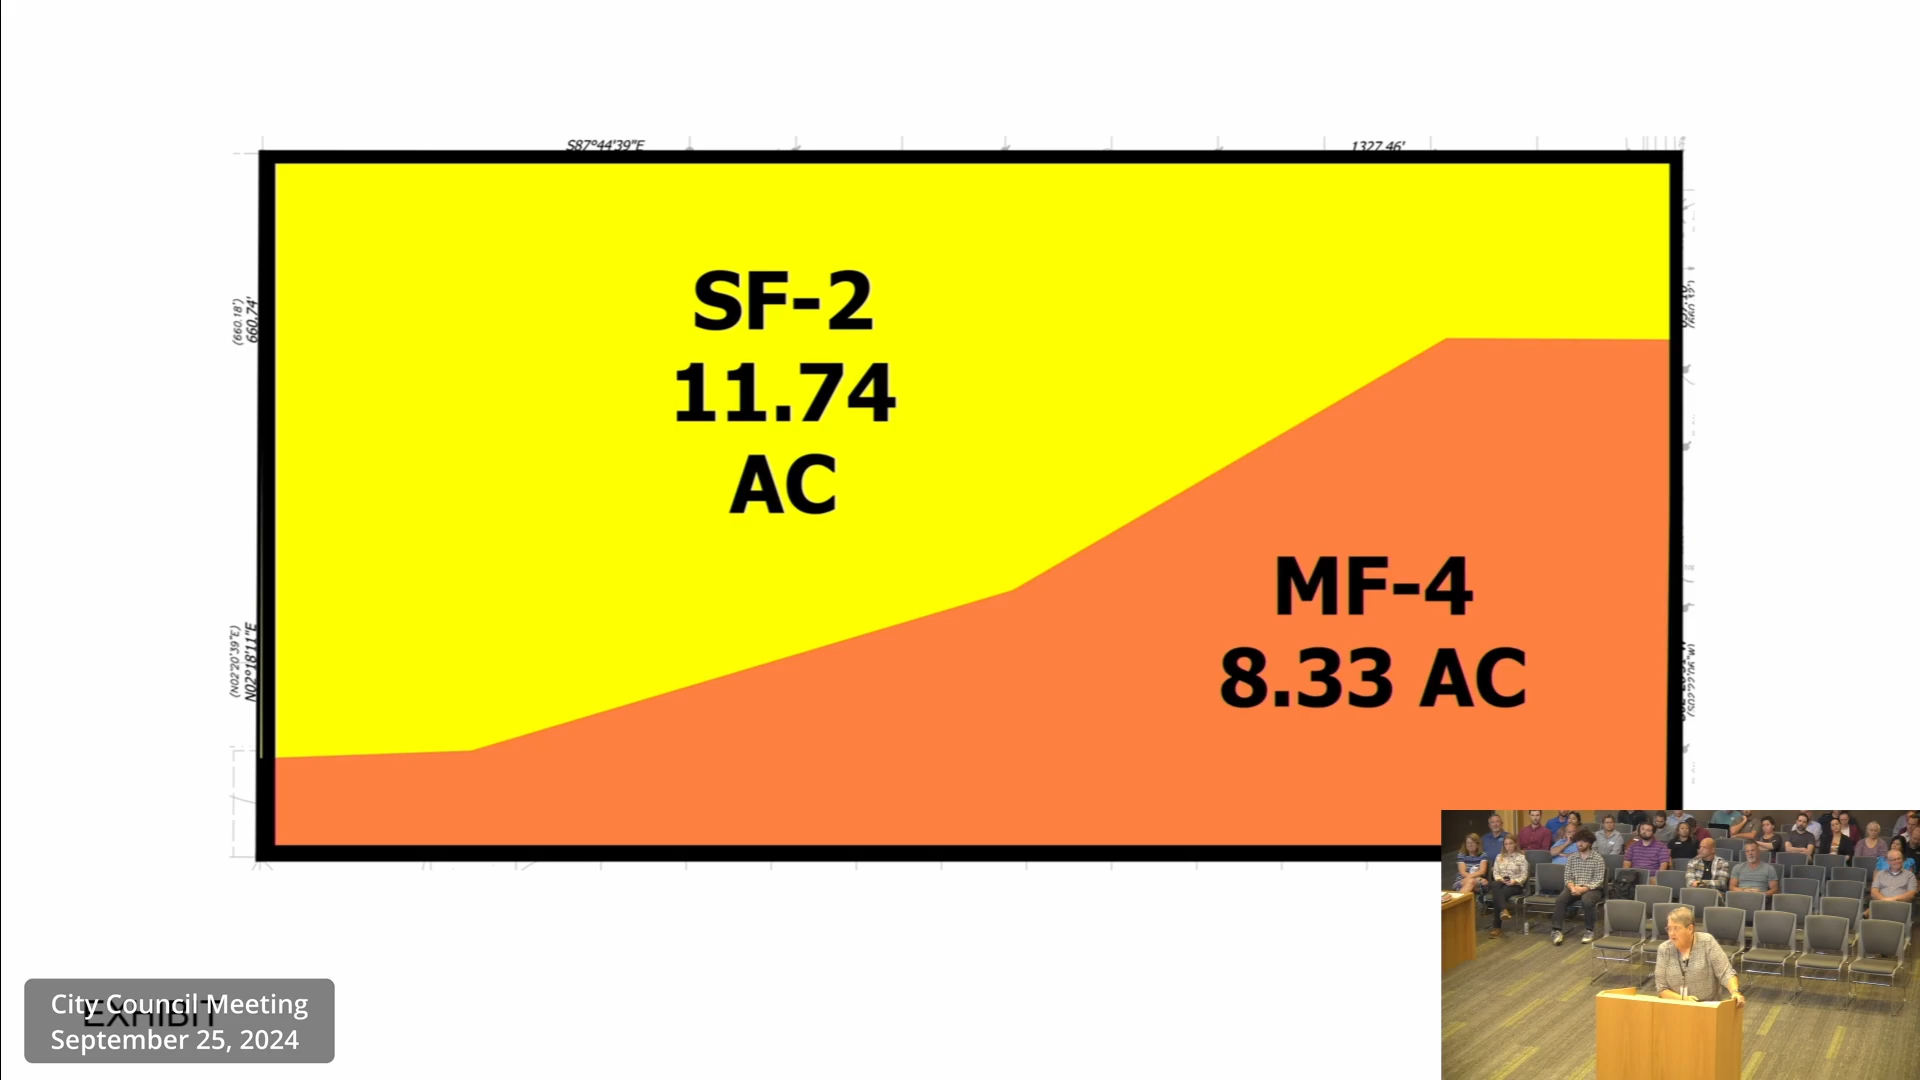 S87°44'39"E
1327.46'
(660.18')
660.74'
SF-2
11.74
AC
MF-4
8.33 AC
(N02°20'39"E)
N02°18'11"E
City Council Meeting
EXHIBIT
September 25, 2024